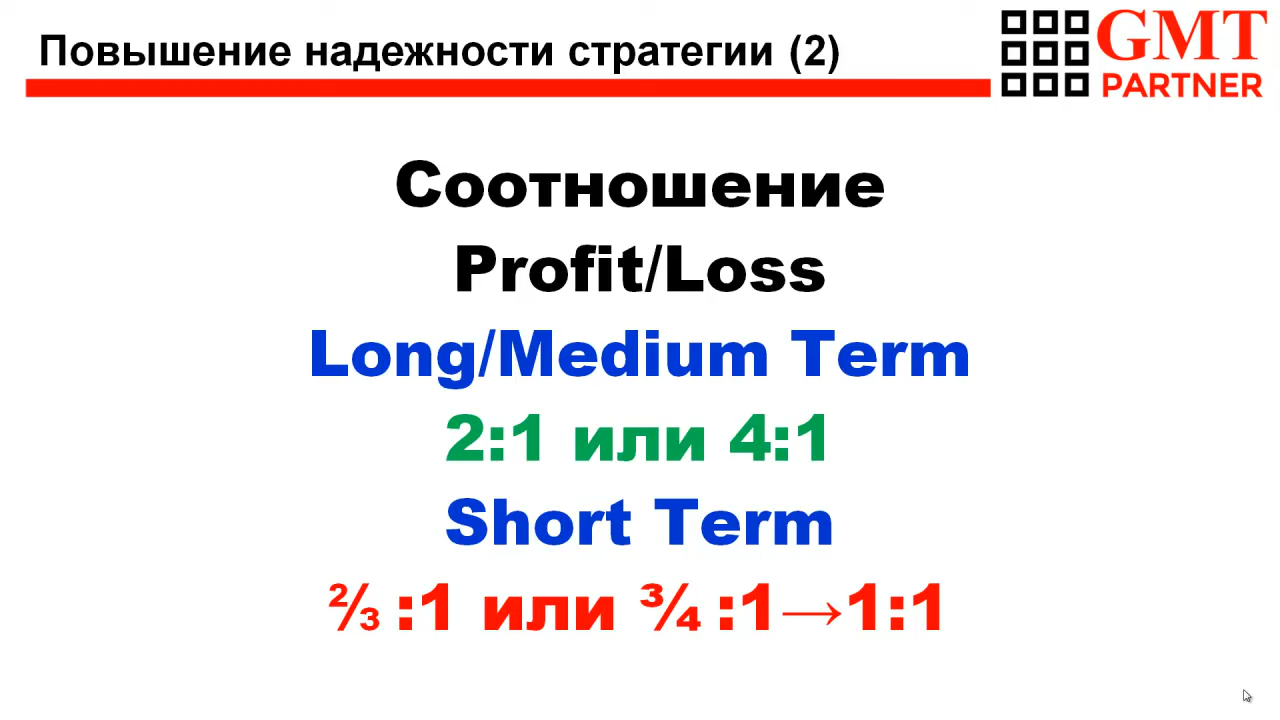 Повышение надежности стратегии (2)
GMT
PARTNER
Соотношение
Profit/Loss
Long/Medium Term
2:1 или 4:1
Short Term
⅔ :1 или ¾ :1→1:1